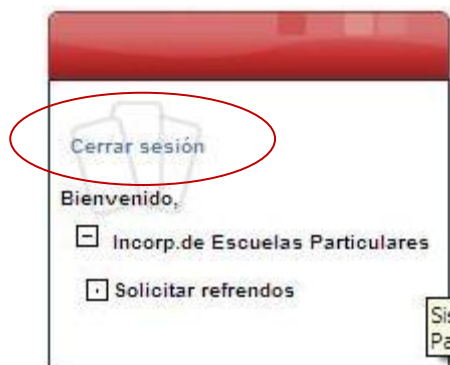 Cerrar sesión
Bienvenido,
Incorp.de Escuelas Particulares
Solicitar refrendos